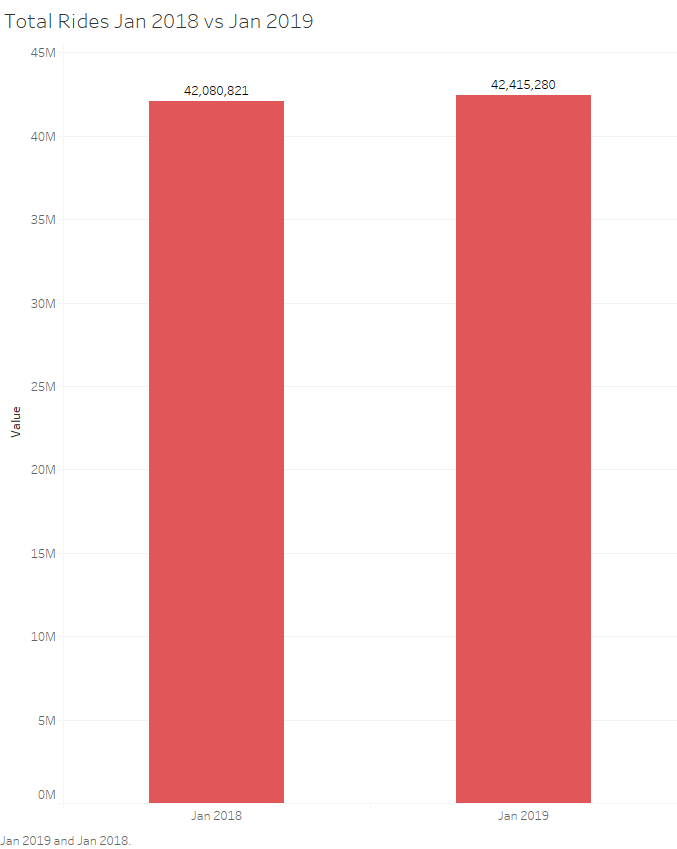 Total Rides Jan 2018 vs Jan 2019
45M
42,080,821
42,415,280
40M
35M
30M
25M
Value
20M
15M
10M
5M
0M
Jan 2018
Jan 2019
Jan 2019 and Jan 2018.